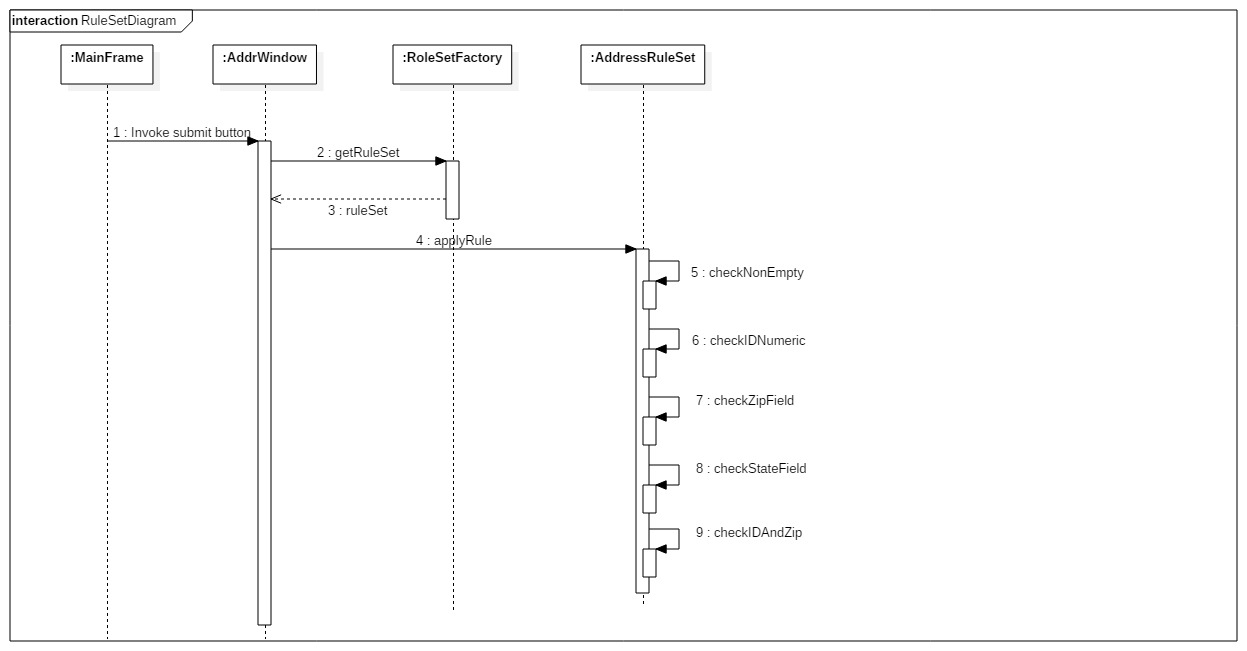 interaction RuleSetDiagram
:MainFrame
:AddrWindow
:RoleSetFactory
:AddressRuleSet
1 : Invoke submit button
2 : getRuleSet
3 : ruleSet
4 : applyRule
5 : checkNonEmpty
6 : checkIDNumeric
7 : checkZipField
8 : checkStateField
9 : checkIDAndZip